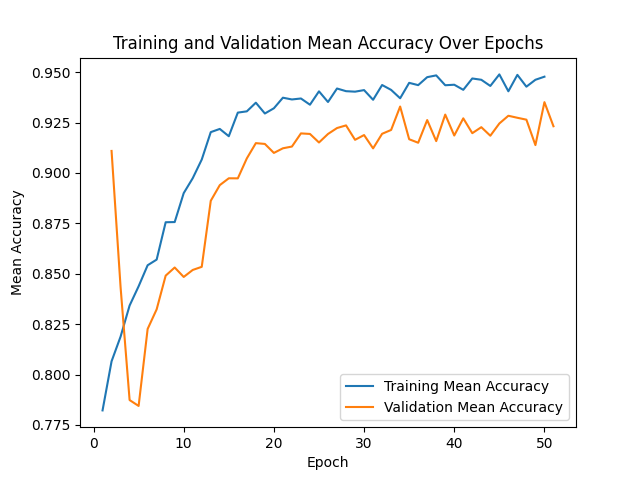 Training and Validation Mean Accuracy Over Epochs
0.950
0.925
0.900
0.875
0.850
0.825
0.800
0.775
Mean Accuracy
0 10 20 30 40 50
Epoch
Training Mean Accuracy
Validation Mean Accuracy